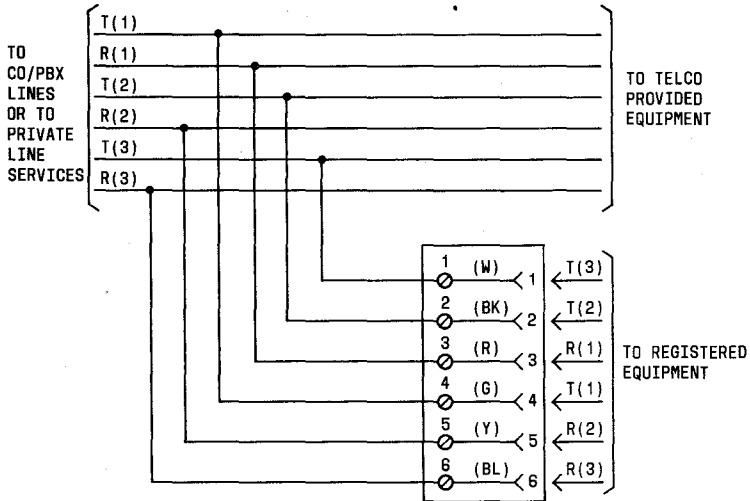 T(1)
R(1)
T(2)
R(2)
T(3)
R(3)
TO
CO/PBX
LINES
OR TO
PRIVATE
LINE
SERVICES
TO TELCO
PROVIDED
EQUIPMENT
1 (W) 1 T(3)
2 (BK) 2 T(2)
3 (R) 3 R(1)
4 (G) 4 T(1)
5 (Y) 5 R(2)
6 (BL) 6 R(3)
TO REGISTERED
EQUIPMENT